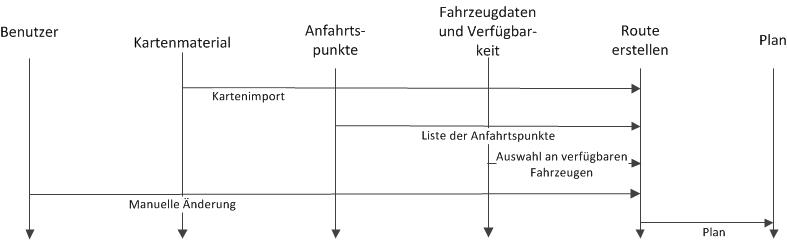 Benutzer
Kartenmaterial
Anfahrts-
punkte
Fahrzeugdaten
und Verfügbar-
keit
Route
erstellen
Plan
Kartenimport
Liste der Anfahrtspunkte
Auswahl an verfügbaren
Fahrzeugen
Manuelle Änderung
Plan